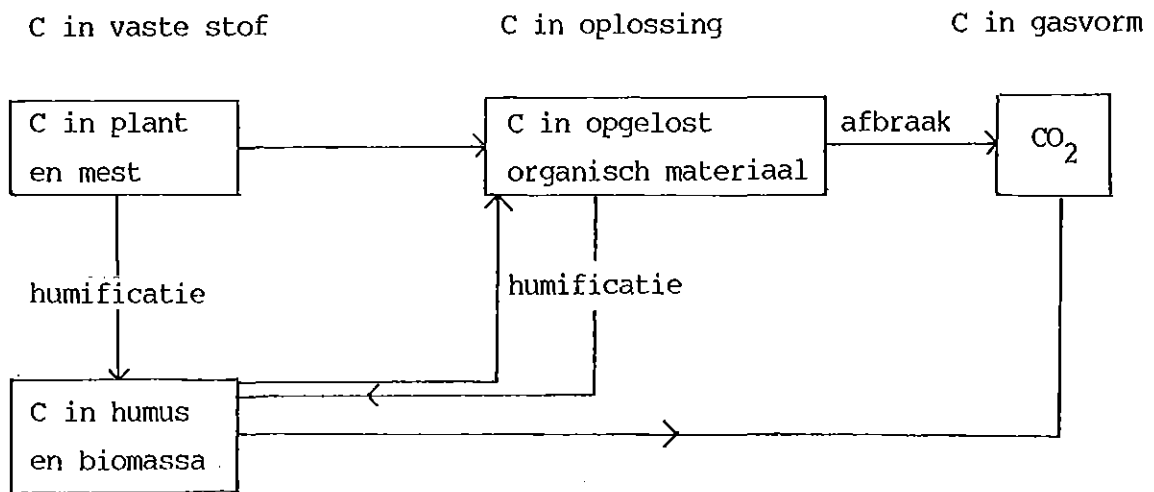 C in vaste stof
C in oplossing
C in gasvorm
C in plant
en mest
C in opgelost
organisch materiaal
afbraak
CO2
humificatie
humificatie
C in humus
en biomassa